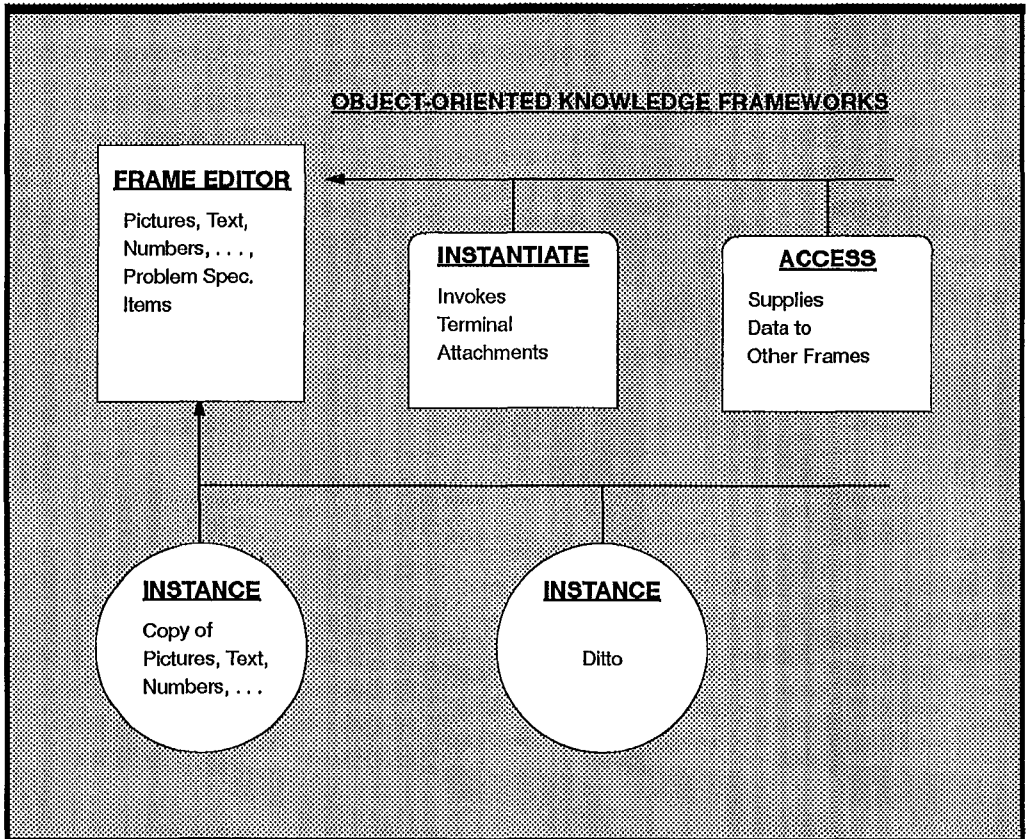 OBJECT-ORIENTED KNOWLEDGE FRAMEWORKS
FRAME EDITOR
Pictures, Text,
Numbers, . . . ,
Problem Spec.
Items
INSTANTIATE
Invokes
Terminal
Attachments
ACCESS
Supplies
Data to
Other Frames
INSTANCE
Copy of
Pictures, Text,
Numbers, . . .
INSTANCE
Ditto